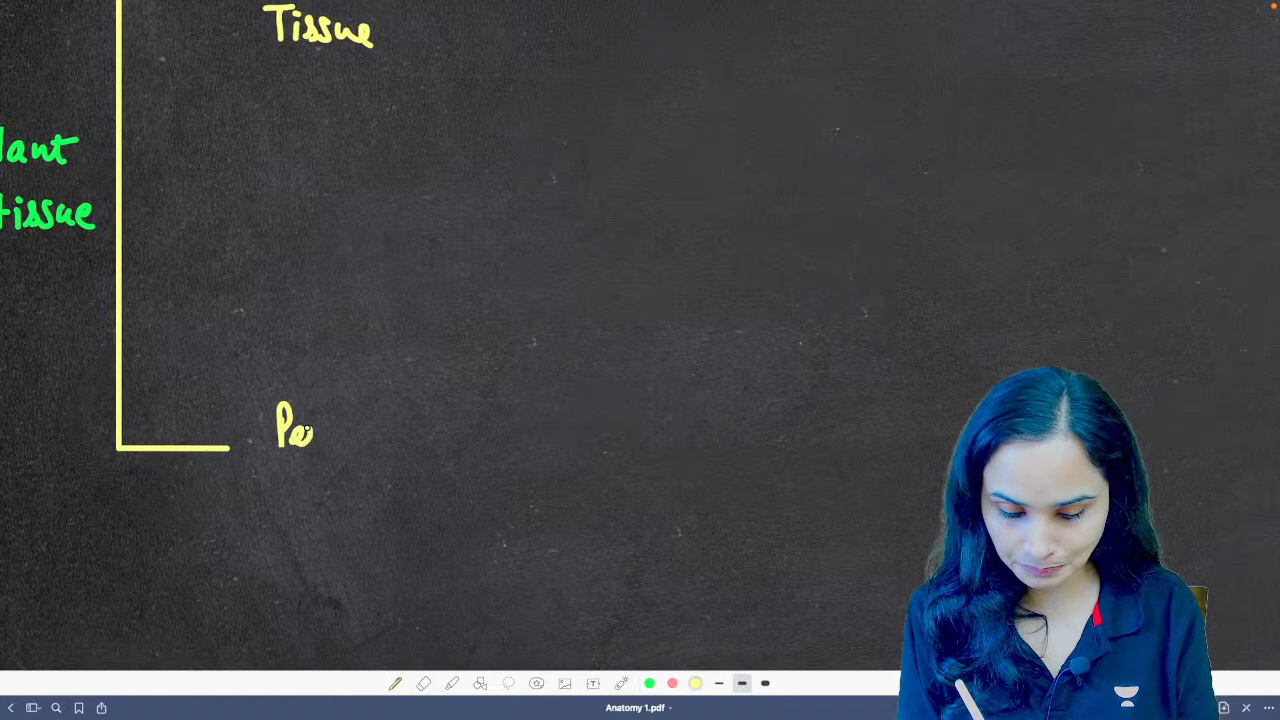 Tissue
lant
tissue
Pe
Anatomy 1.pdf